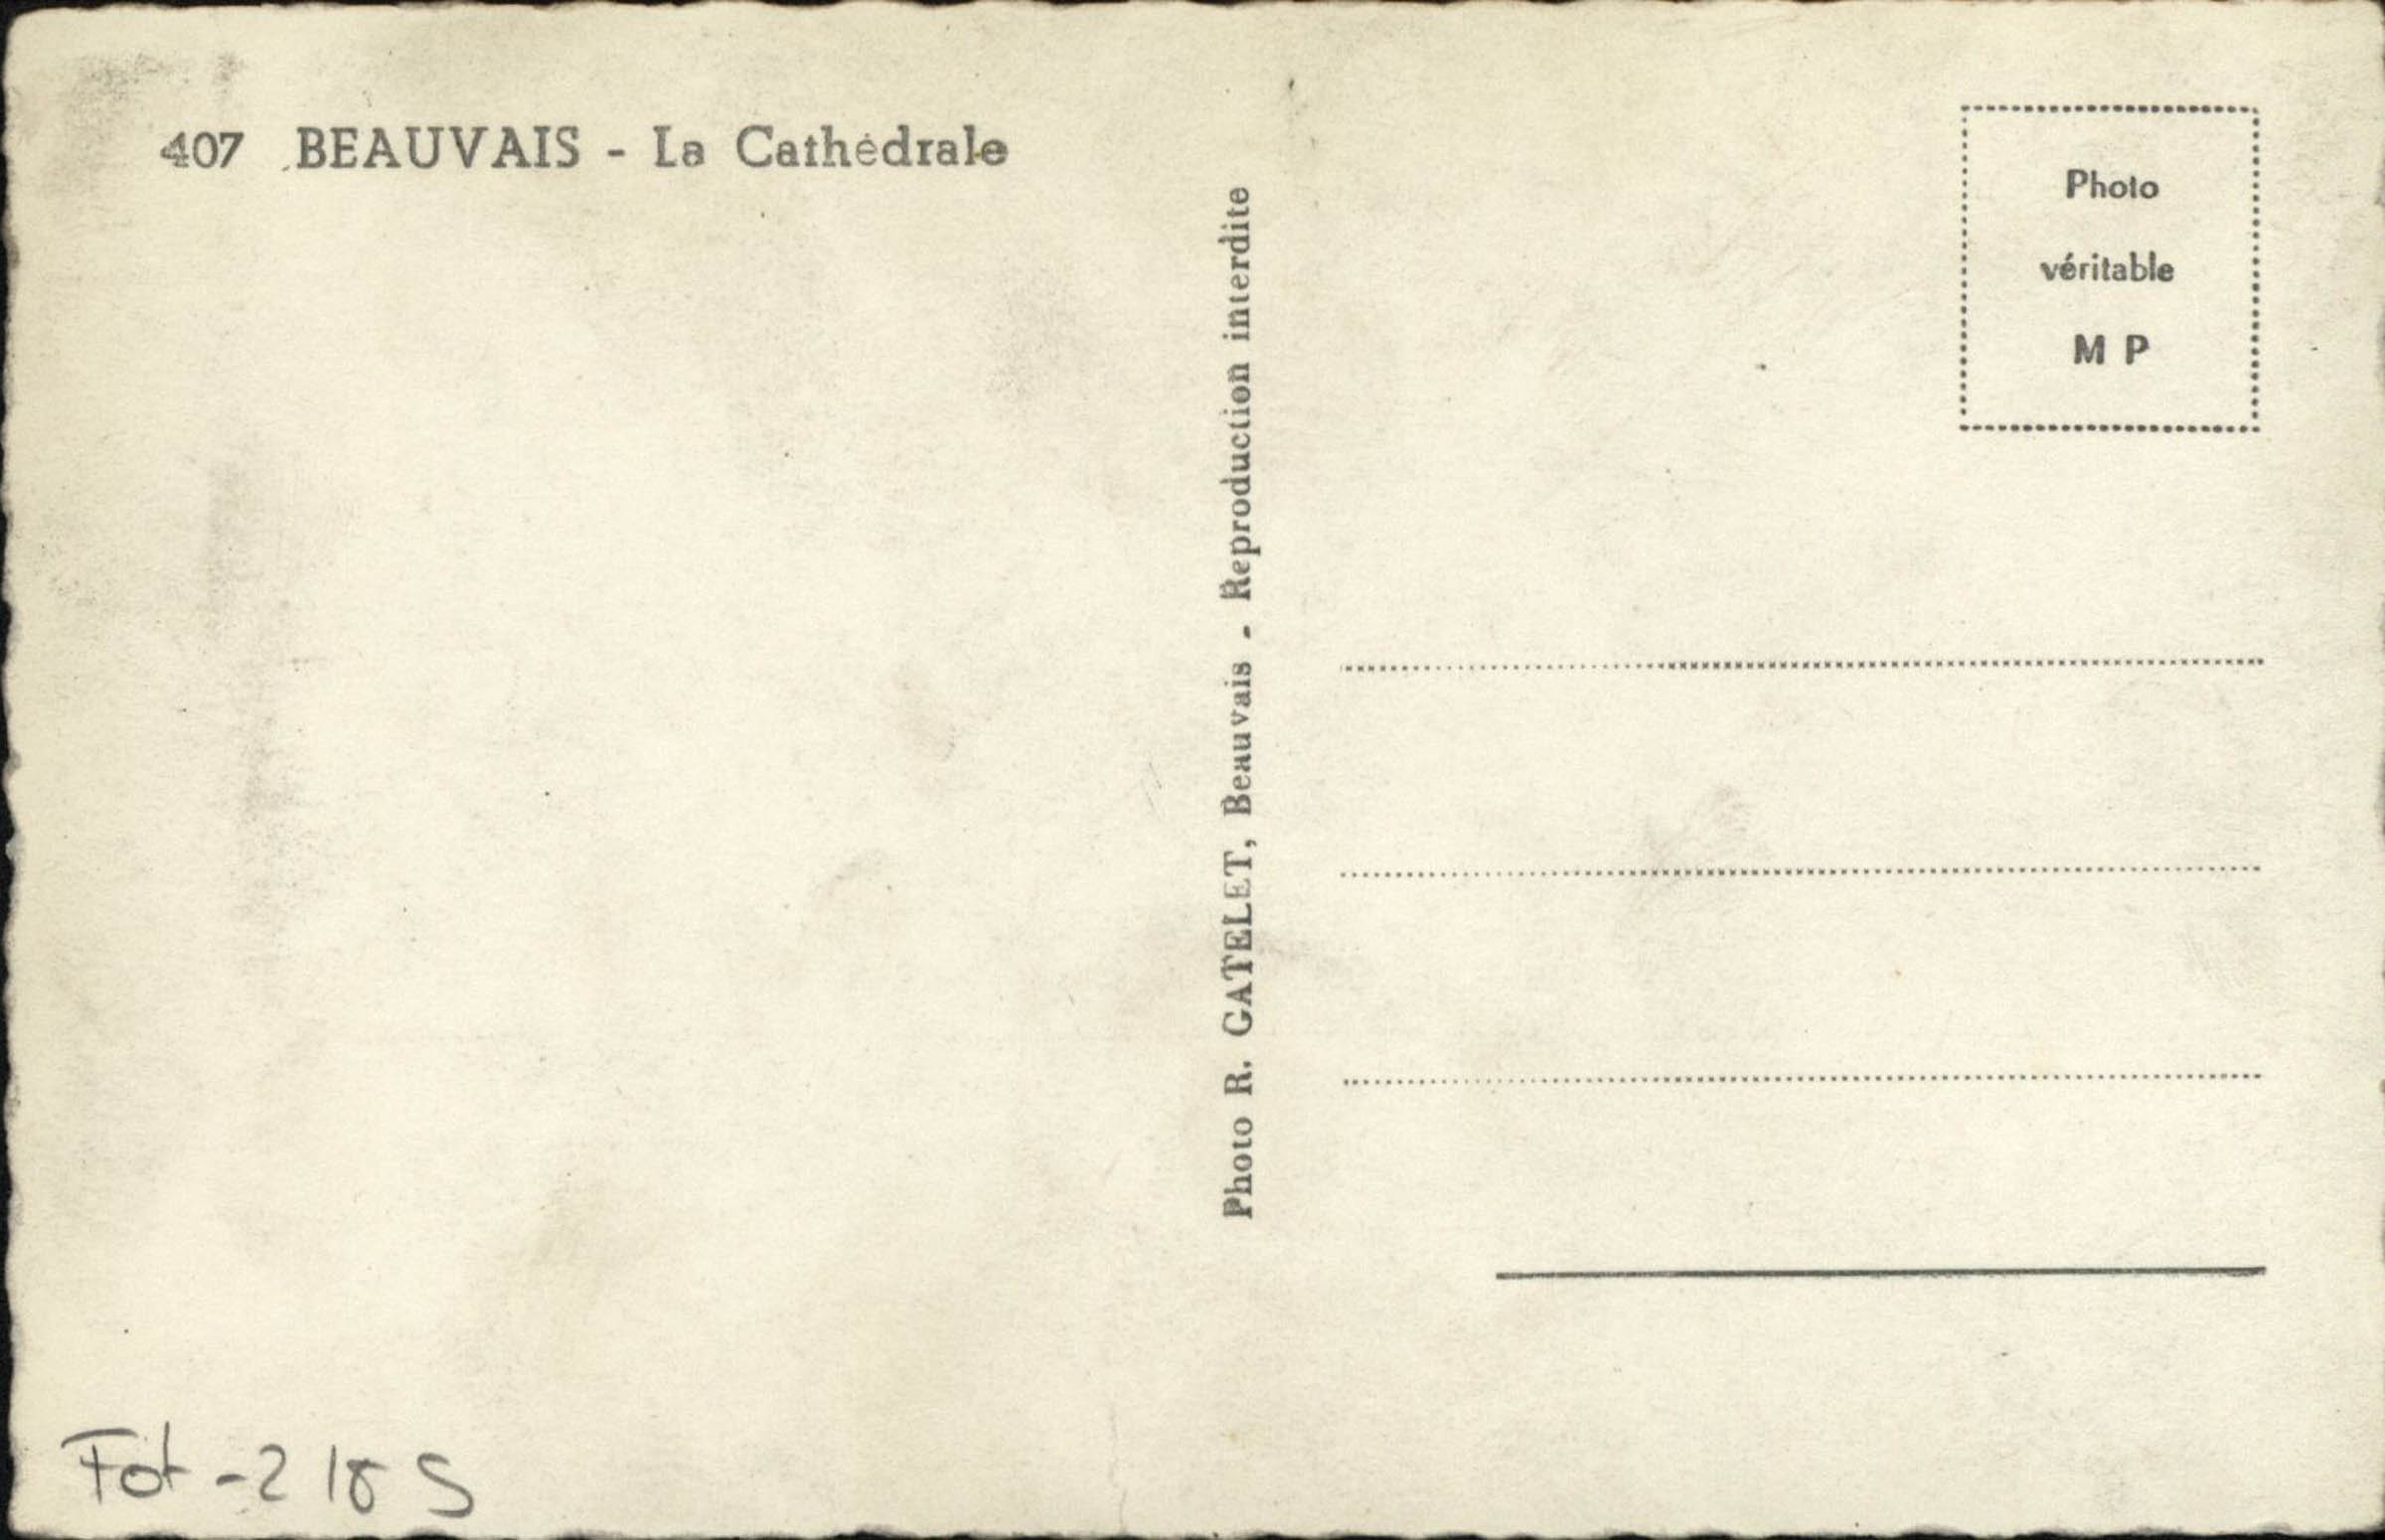 407 BEAUVAIS - La Cathédrale
Photo R. GATELET, Beauvais - Reproduction interdite
Photo
véritable
M P
Fot-2185